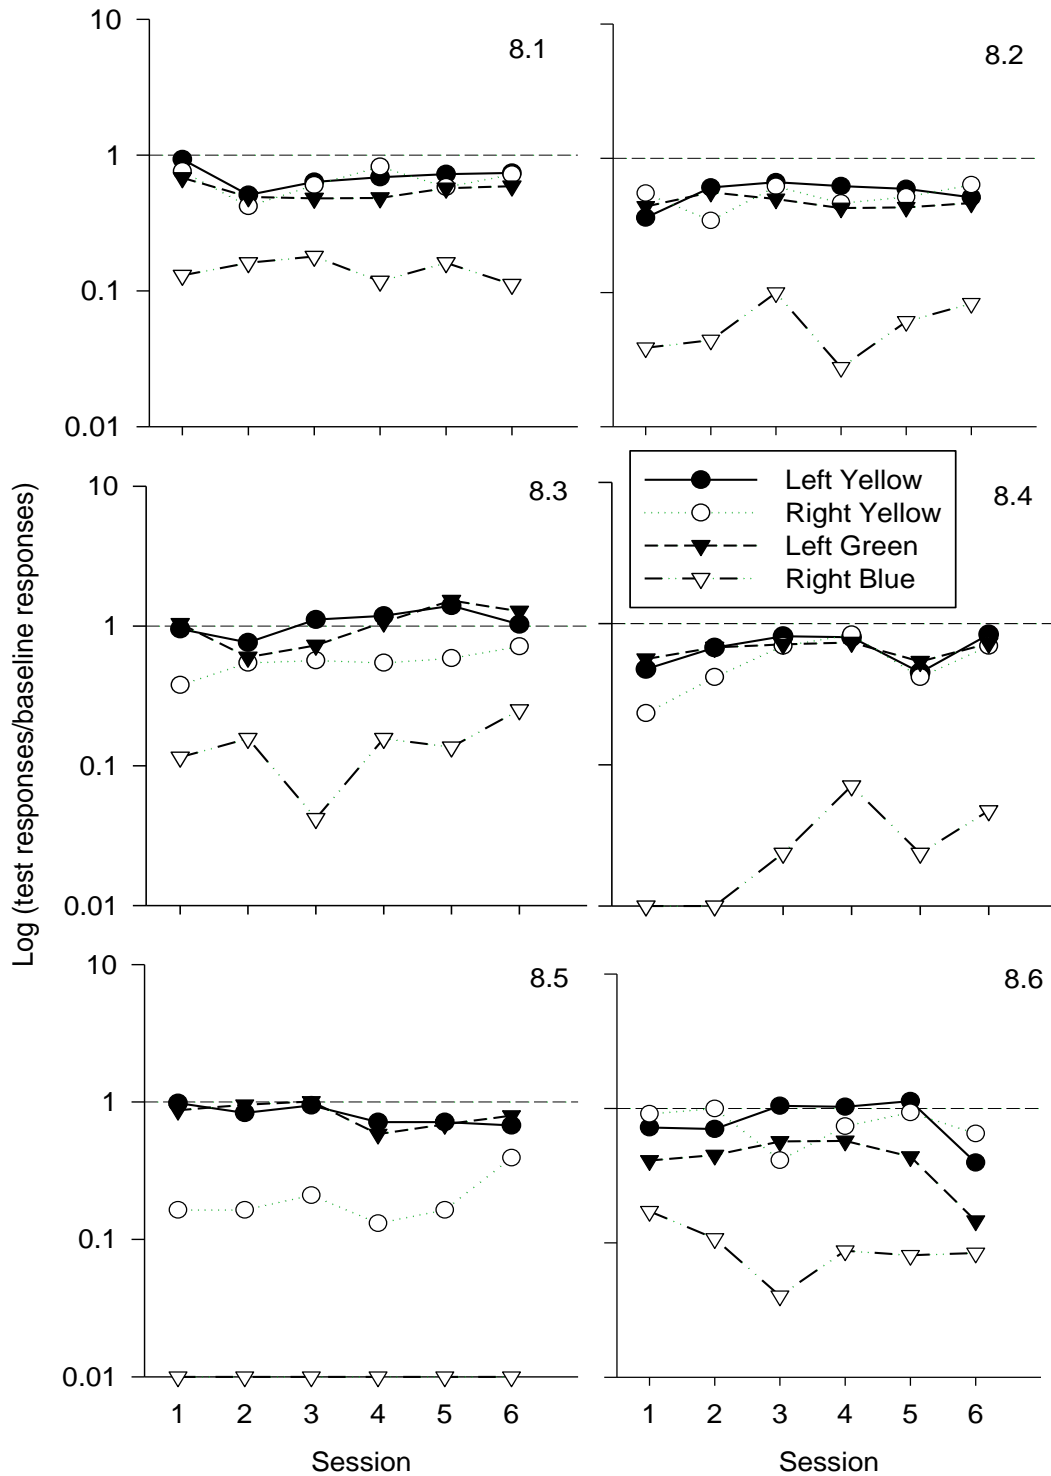 10
8.1
1
0.1
0.01
8.2
Log (test responses/baseline responses)
10
8.3
1
0.1
0.01
Left Yellow
Right Yellow
Left Green
Right Blue
8.4
10
8.5
1
0.1
0.01
1 2 3 4 5 6
Session
8.6
1 2 3 4 5 6
Session